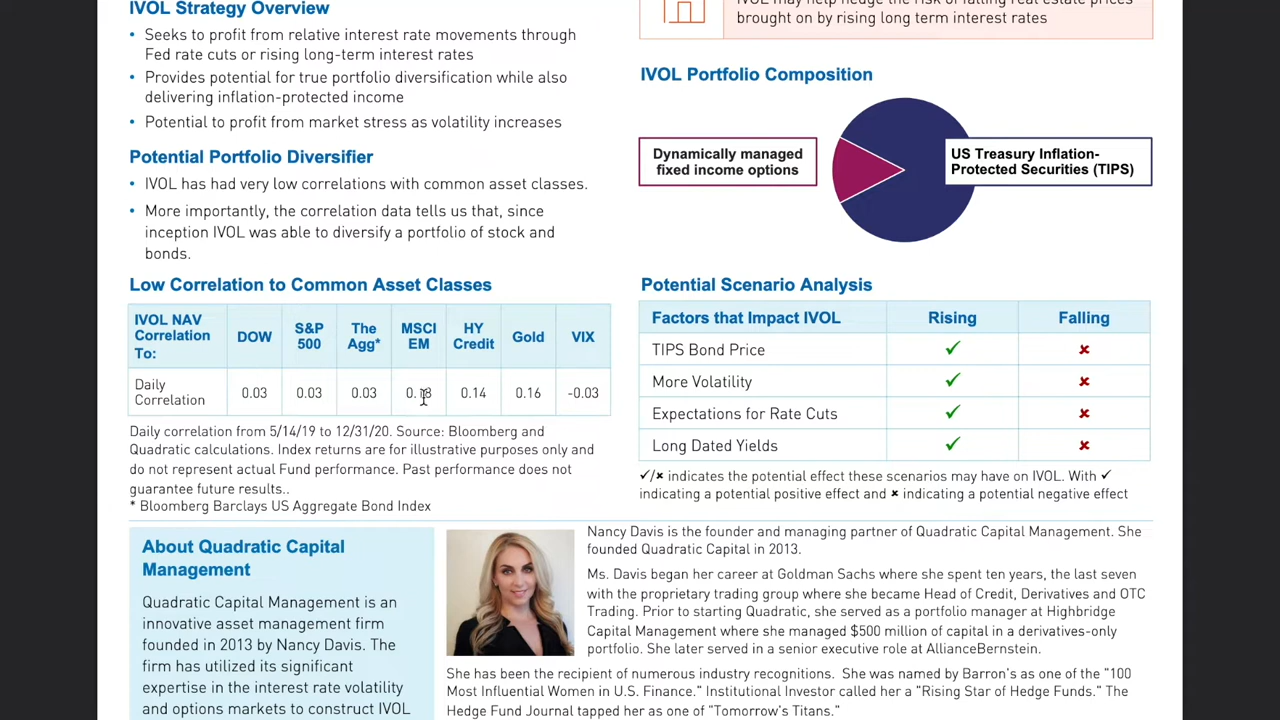 IVOL Strategy Overview
• Seeks to profit from relative interest rate movements through
Fed rate cuts or rising long-term interest rates
• Provides potential for true portfolio diversification while also
delivering inflation-protected income
• Potential to profit from market stress as volatility increases
Potential Portfolio Diversifier
• IVOL has had very low correlations with common asset classes.
• More importantly, the correlation data tells us that, since
inception IVOL was able to diversify a portfolio of stock and
bonds.
Low Correlation to Common Asset Classes
IVOL NAV
Correlation
To:
DOW
S&P
500
The
Agg*
MSCI
EM
HY
Credit
Gold
VIX
Daily
Correlation
0.03
0.03
0.03
0.14
0.16
-0.03
Daily correlation from 5/14/19 to 12/31/20. Source: Bloomberg and
Quadratic calculations. Index returns are for illustrative purposes only and
do not represent actual Fund performance. Past performance does not
guarantee future results..
* Bloomberg Barclays US Aggregate Bond Index
IVOL may help hedge the risk of falling real estate prices
brought on by rising long term interest rates
IVOL Portfolio Composition
Dynamically managed
fixed income options
US Treasury Inflation-
Protected Securities (TIPS)
Potential Scenario Analysis
Factors that Impact IVOL Rising Falling
TIPS Bond Price ✓ ✘
More Volatility ✓ ✘
Expectations for Rate Cuts ✓ ✘
Long Dated Yields ✓ ✘
✓/✘ indicates the potential effect these scenarios may have on IVOL. With ✓
indicating a potential positive effect and ✘ indicating a potential negative effect
About Quadratic Capital
Management
Quadratic Capital Management is an
innovative asset management firm
founded in 2013 by Nancy Davis. The
firm has utilized its significant
expertise in the interest rate volatility
and options markets to construct IVOL
Nancy Davis is the founder and managing partner of Quadratic Capital Management. She
founded Quadratic Capital in 2013.
Ms. Davis began her career at Goldman Sachs where she spent ten years, the last seven
with the proprietary trading group where she became Head of Credit, Derivatives and OTC
Trading. Prior to starting Quadratic, she served as a portfolio manager at Highbridge
Capital Management where she managed $500 million of capital in a derivatives-only
portfolio. She later served in a senior executive role at AllianceBernstein.
She has been the recipient of numerous industry recognitions. She was named by Barron's as one of the "100
Most Influential Women in U.S. Finance." Institutional Investor called her a "Rising Star of Hedge Funds." The
Hedge Fund Journal tapped her as one of "Tomorrow's Titans."